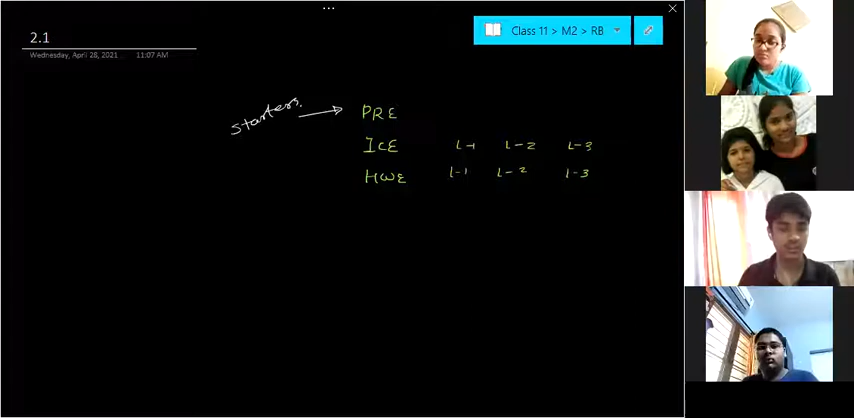 2.1
Wednesday, April 28, 2021 11:07 AM
Class 11 > M2 > RB
starters. → PRE
ICE L-1 L-2 L-3
HWE L-1 L-2 L-3